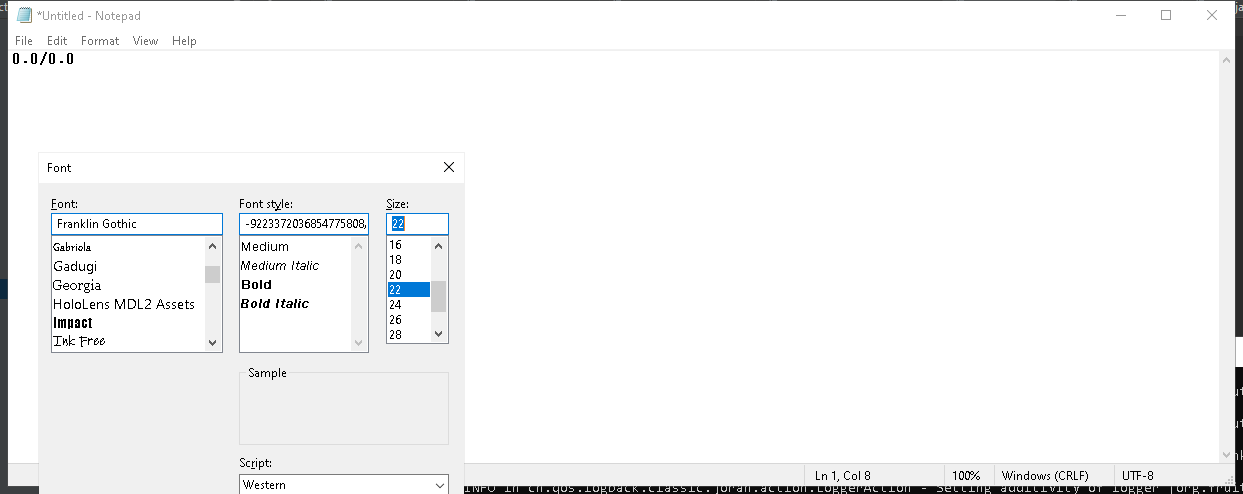 *Untitled - Notepad
File Edit Format View Help
0.0/0.0
Font
Font: Font style: Size:
Franklin Gothic -9223372036854775808, 22
Gabriola
Gadugi
Georgia
HoloLens MDL2 Assets
Impact
Ink Free
Medium
Medium Italic
Bold
Bold Italic
16
18
20
22
24
26
28
Sample
Script:
Western
Ln 1, Col 8 100% Windows (CRLF) UTF-8
INFO in ch.qos.logback.classic.joran.action.LoggerAction - Setting additivity of logger